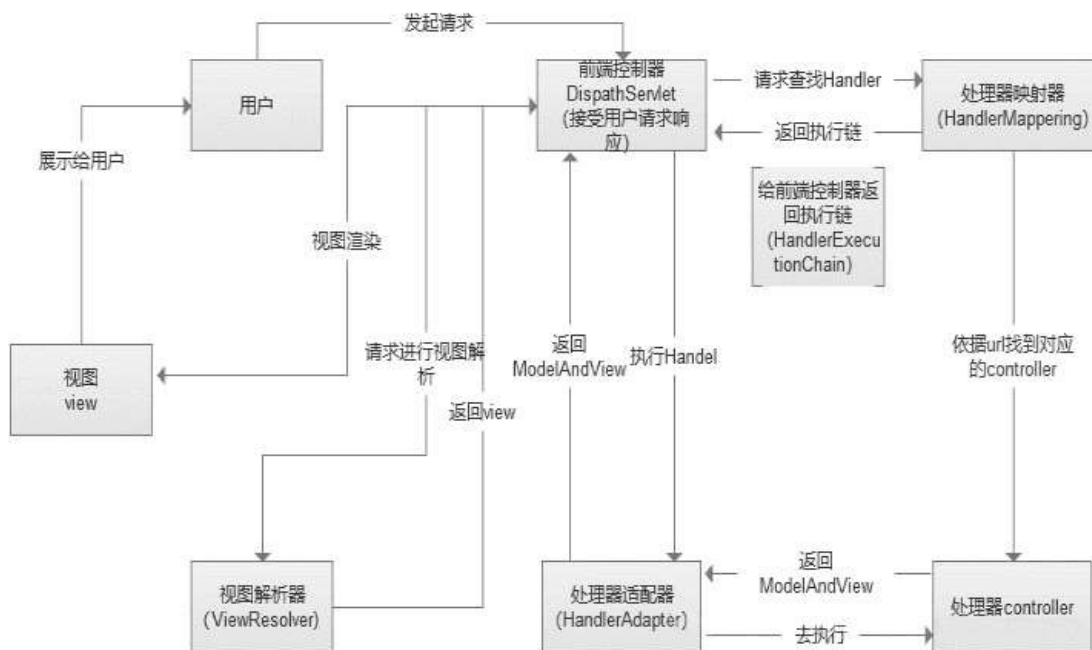 发起请求
用户
前端控制器
DispathServlet
(接受用户请求响
应)
请求查找Handler
返回执行链
处理器映射器
(HandlerMappering)
展示给用户
给前端控制器返
回执行链
（HandlerExecu
tionChain）
视图渲染
视图
view
请求进行视图解
析
返回view
返回
ModelAndView
执行Handel
依据url找到对应
的controller
视图解析器
（ViewResolver)
处理器适配器
(HandlerAdapter)
返回
ModelAndView
去执行
处理器controller